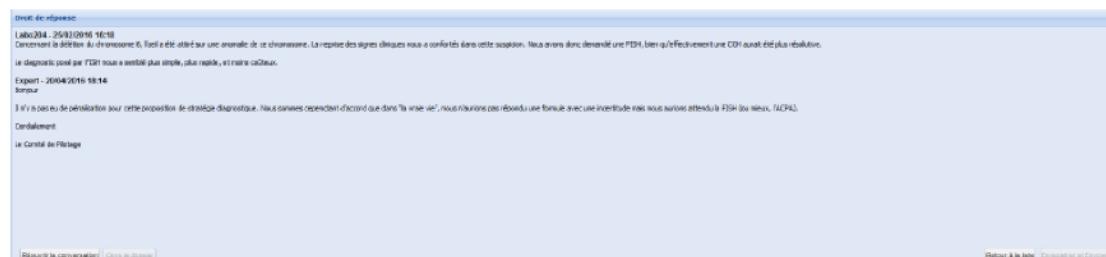 Droit de réponse
Labo204 - 25/02/2016 16:18
Concernant la délétion du chromosome 6, l'oeil a été attiré sur une anomalie de ce chromosome. La reprise des signes cliniques nous a confortés dans cette suspicion. Nous avons donc demandé une FISH, bien qu'effectivement une CGH aurait été plus résolutive.
Le diagnostic posé par FISH nous a semblé plus simple, plus rapide, et moins coûteux.
Expert - 20/04/2016 18:14
Bonjour
Il n'y a pas eu de pénalisation pour cette proposition de stratégie diagnostique. Nous sommes cependant d'accord que dans "la vraie vie", nous n'aurions pas répondu une formule avec une incertitude mais nous aurions attendu la FISH (ou mieux, l'ACPA).
Cordialement
Le Comité de Pilotage
Réouvrir la conversation
Retour à la liste